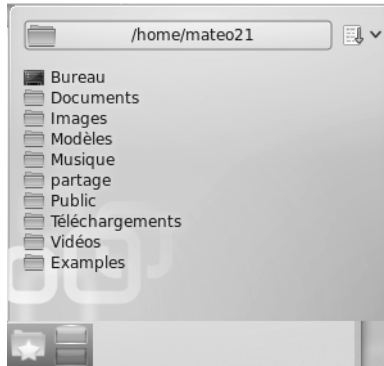 /home/mateo21
Bureau
Documents
Images
Modèles
Musique
partage
Public
Téléchargements
Vidéos
Examples